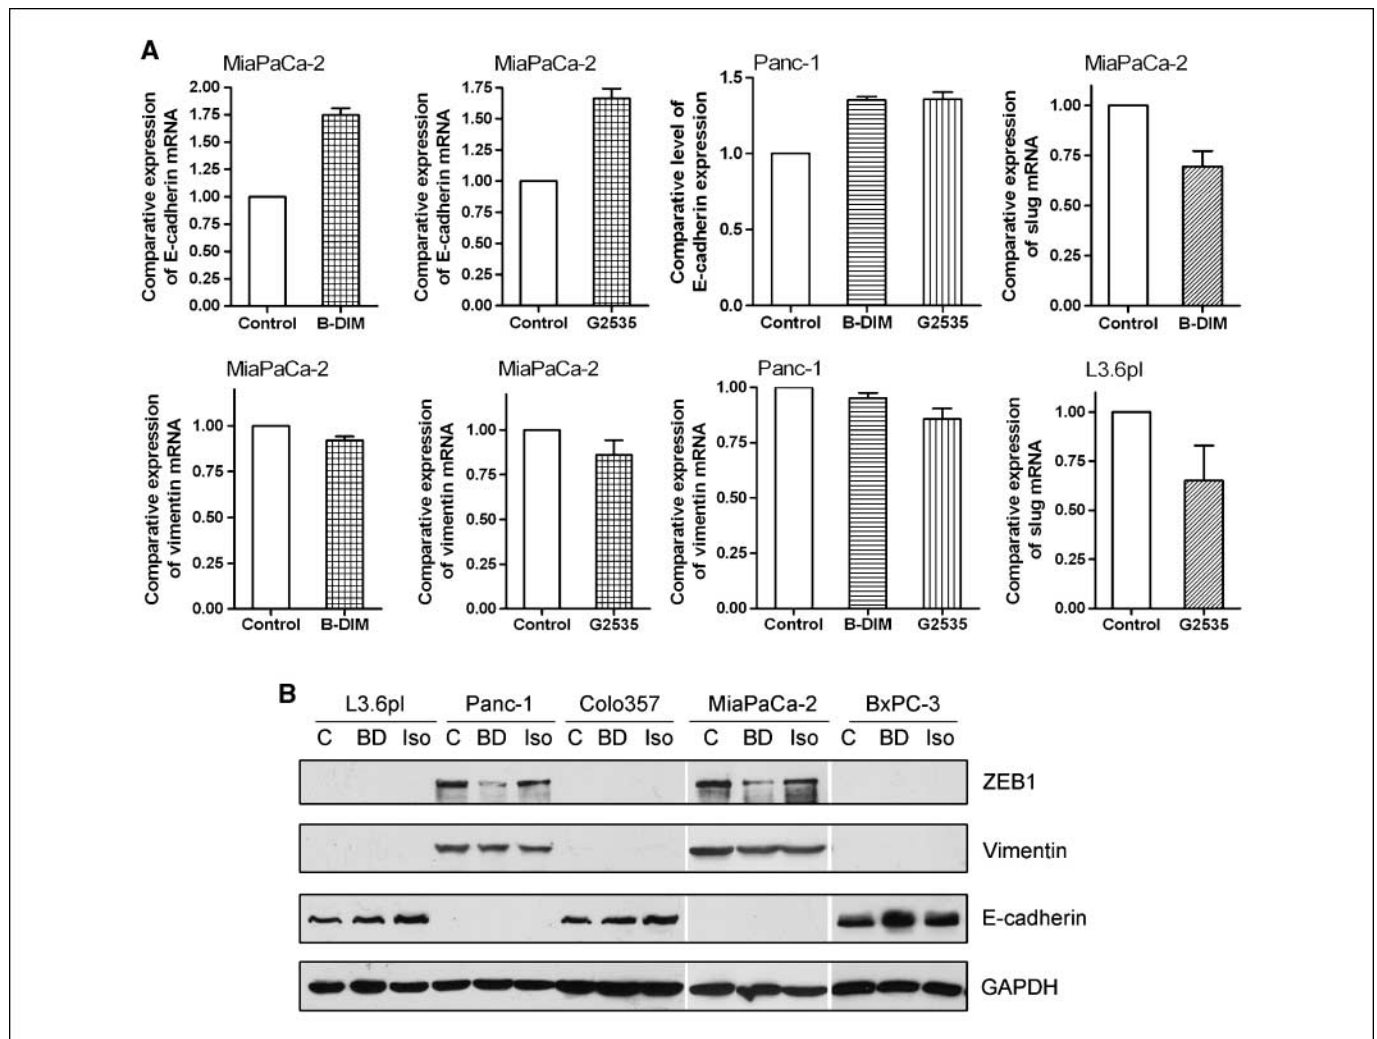 A
MiaPaCa-2
Comparative expression
of E-cadherin mRNA
2.00
1.75
1.50
1.25
1.00
0.75
0.50
0.25
0.00
Control B-DIM
MiaPaCa-2
Comparative expression
of E-cadherin mRNA
1.75
1.50
1.25
1.00
0.75
0.50
0.25
0.00
Control G2535
Panc-1
Comparative level of
E-cadherin expression
1.5
1.0
0.5
0.0
Control B-DIM G2535
MiaPaCa-2
Comparative expression
of slug mRNA
1.00
0.75
0.50
0.25
0.00
Control B-DIM
MiaPaCa-2
Comparative expression
of vimentin mRNA
1.00
0.75
0.50
0.25
0.00
Control B-DIM
MiaPaCa-2
Comparative expression
of vimentin mRNA
1.00
0.75
0.50
0.25
0.00
Control G2535
Panc-1
Comparative expression
of vimentin mRNA
1.00
0.75
0.50
0.25
0.00
Control B-DIM G2535
L3.6pl
Comparative expression
of slug mRNA
1.00
0.75
0.50
0.25
0.00
Control G2535
B
L3.6pl Panc-1 Colo357 MiaPaCa-2 BxPC-3
C BD Iso C BD Iso C BD Iso C BD Iso C BD Iso
ZEB1
Vimentin
E-cadherin
GAPDH